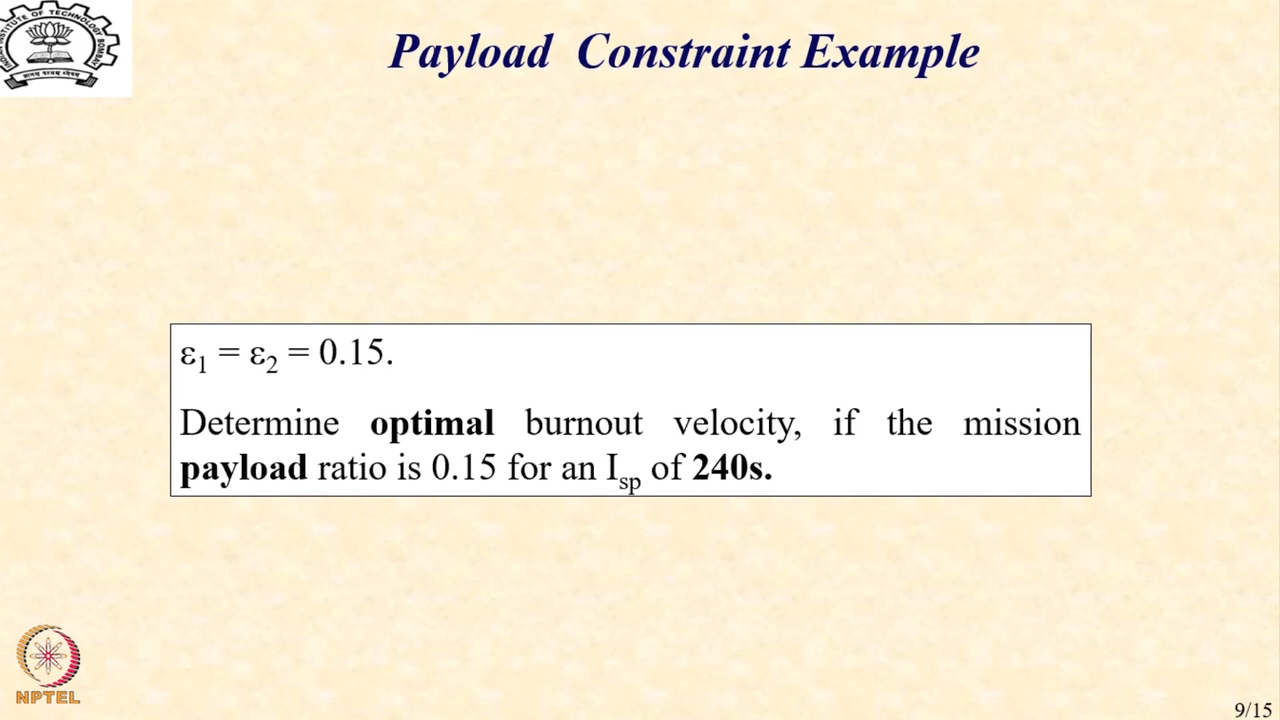 Payload Constraint Example
ε₁ = ε₂ = 0.15.
Determine optimal burnout velocity, if the mission
payload ratio is 0.15 for an Iₛₚ of 240s.
NPTEL
9/15